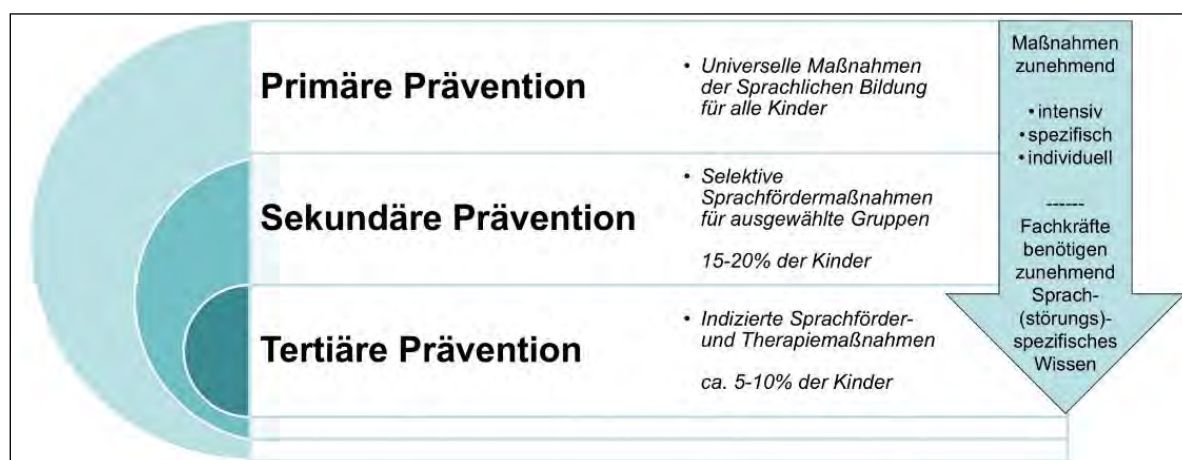 Primäre Prävention
• Universelle Maßnahmen
der Sprachlichen Bildung
für alle Kinder
Sekundäre Prävention
• Selektive
Sprachfördermaßnahmen
für ausgewählte Gruppen
15-20% der Kinder
Tertiäre Prävention
• Indizierte Sprachförder-
und Therapiemaßnahmen
ca. 5-10% der Kinder
Maßnahmen
zunehmend
• intensiv
• spezifisch
• individuell
------
Fachkräfte
benötigen
zunehmend
Sprach-
(störungs)-
spezifisches
Wissen